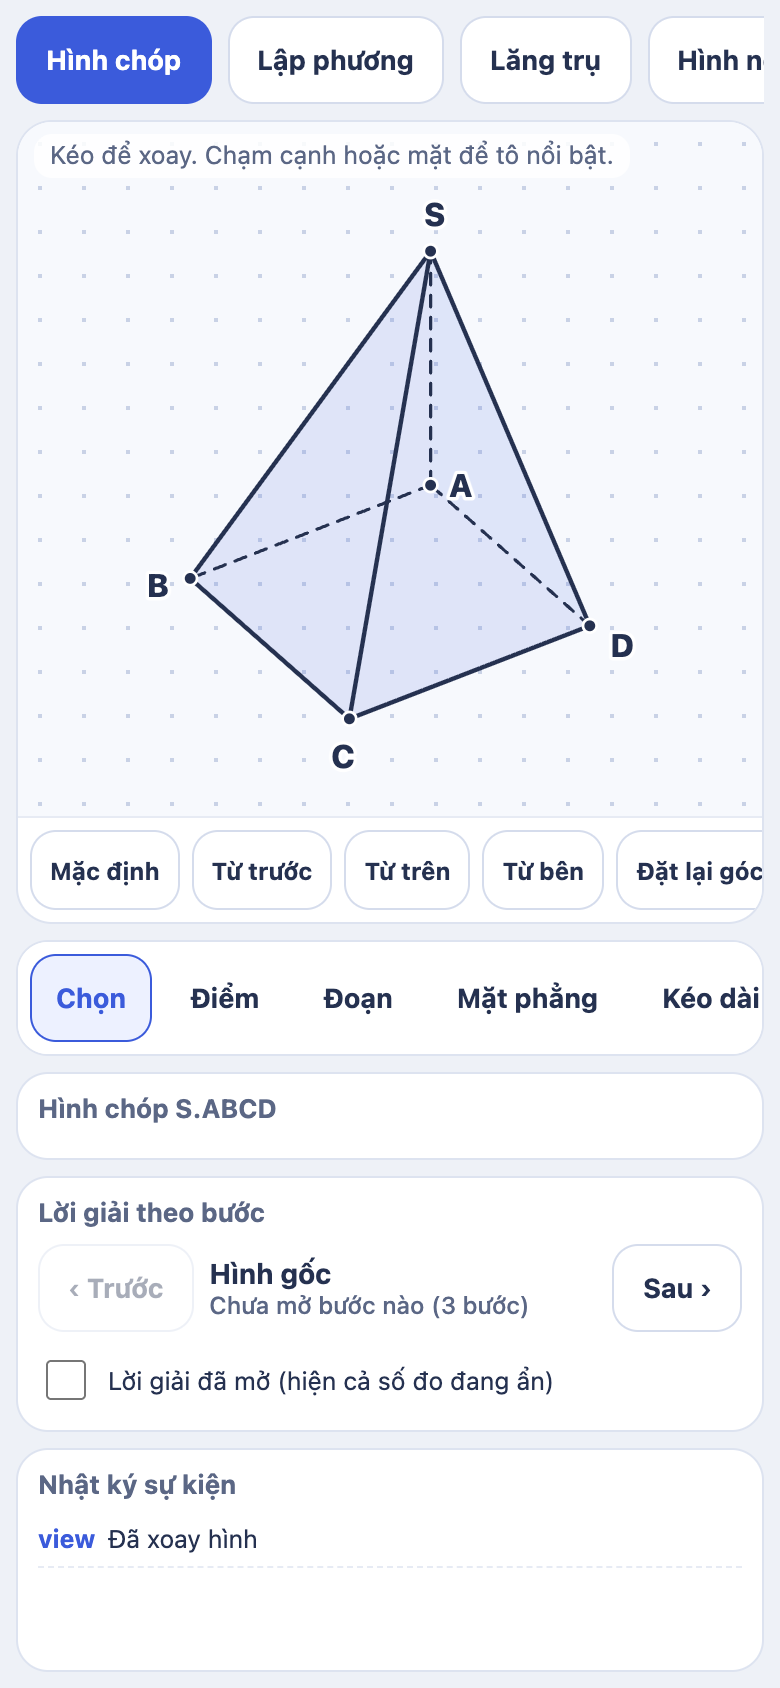 Hình chóp
Lập phương
Lăng trụ
Hình n
Kéo để xoay. Chạm cạnh hoặc mặt để tô nổi bật.
S
A
B
D
C
Mặc định
Từ trước
Từ trên
Từ bên
Đặt lại góc
Chọn
Điểm
Đoạn
Mặt phẳng
Kéo dài
Hình chóp S.ABCD
Lời giải theo bước
‹ Trước
Hình gốc
Chưa mở bước nào (3 bước)
Sau ›
Lời giải đã mở (hiện cả số đo đang ẩn)
Nhật ký sự kiện
view Đã xoay hình